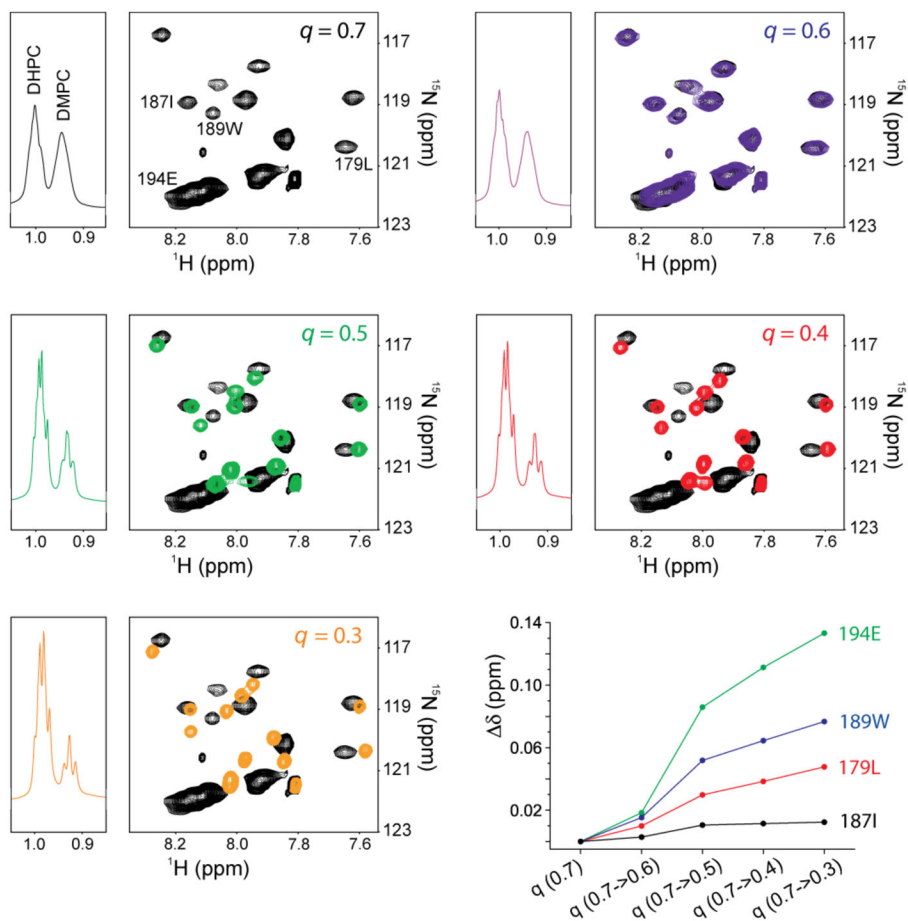 DHPC
DMPC
1.0 0.9
q = 0.7
187I
189W
179L
194E
117
119
121
123
¹⁵N (ppm)
8.2 8.0 7.8 7.6
¹H (ppm)
1.0 0.9
q = 0.6
117
119
121
123
¹⁵N (ppm)
8.2 8.0 7.8 7.6
¹H (ppm)
1.0 0.9
q = 0.5
117
119
121
123
¹⁵N (ppm)
8.2 8.0 7.8 7.6
¹H (ppm)
1.0 0.9
q = 0.4
117
119
121
123
¹⁵N (ppm)
8.2 8.0 7.8 7.6
¹H (ppm)
1.0 0.9
q = 0.3
117
119
121
123
¹⁵N (ppm)
8.2 8.0 7.8 7.6
¹H (ppm)
0.14
0.10
0.06
0.02
Δδ (ppm)
194E
189W
179L
187I
q (0.7)
q (0.7->0.6)
q (0.7->0.5)
q (0.7->0.4)
q (0.7->0.3)